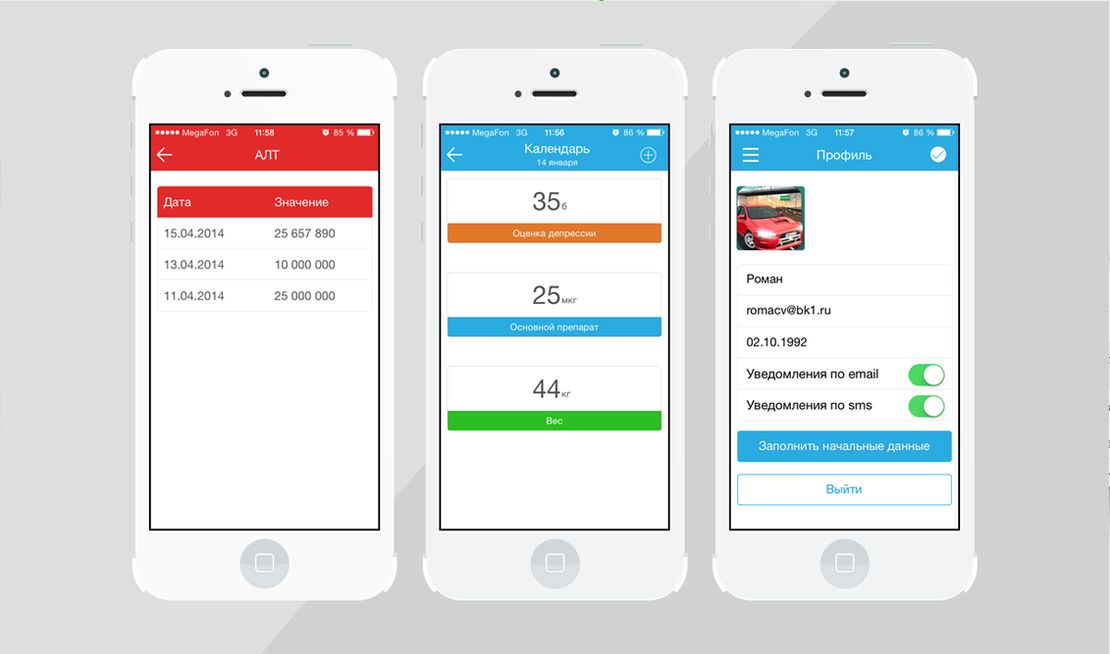 MegaFon 3G 11:58 85 %
АЛТ
Дата Значение
15.04.2014 25 657 890
13.04.2014 10 000 000
11.04.2014 25 000 000
MegaFon 3G 11:56 86 %
Календарь
14 января
35б
Оценка депрессии
25мкг
Основной препарат
44кг
Вес
MegaFon 3G 11:57 86 %
Профиль
Роман
romacv@bk1.ru
02.10.1992
Уведомления по email
Уведомления по sms
Заполнить начальные данные
Выйти